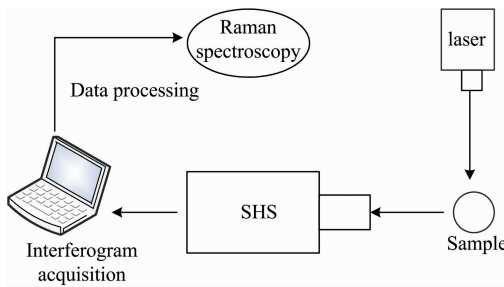 Raman
spectroscopy
laser
Data processing
SHS
Sample
Interferogram
acquisition